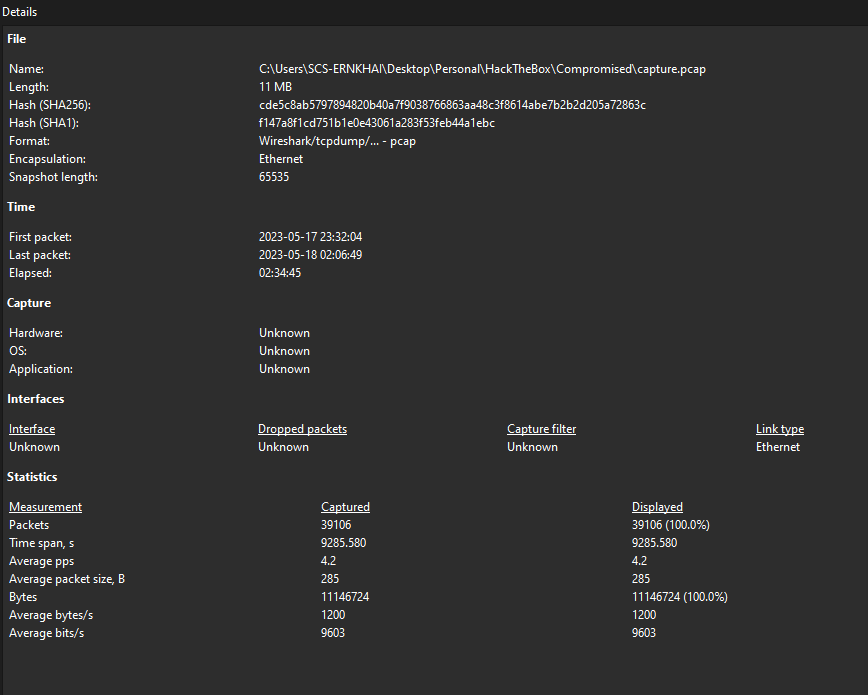 Details
File
Name: C:\Users\SCS-ERNKHAI\Desktop\Personal\HackTheBox\Compromised\capture.pcap
Length: 11 MB
Hash (SHA256): cde5c8ab5797894820b40a7f9038766863aa48c3f8614abe7b2b2d205a72863c
Hash (SHA1): f147a8f1cd751b1e0e43061a283f53feb44a1ebc
Format: Wireshark/tcpdump/... - pcap
Encapsulation: Ethernet
Snapshot length: 65535
Time
First packet: 2023-05-17 23:32:04
Last packet: 2023-05-18 02:06:49
Elapsed: 02:34:45
Capture
Hardware: Unknown
OS: Unknown
Application: Unknown
Interfaces
Interface Dropped packets Capture filter Link type
Unknown Unknown Unknown Ethernet
Statistics
Measurement Captured Displayed
Packets 39106 39106 (100.0%)
Time span, s 9285.580 9285.580
Average pps 4.2 4.2
Average packet size, B 285 285
Bytes 11146724 11146724 (100.0%)
Average bytes/s 1200 1200
Average bits/s 9603 9603